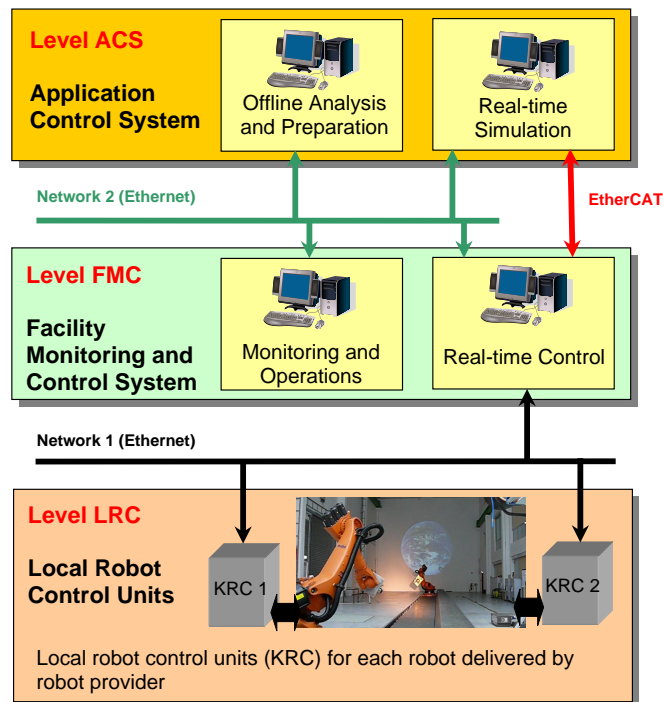 Level ACS
Application
Control System
Offline Analysis
and Preparation
Real-time
Simulation
Network 2 (Ethernet)
EtherCAT
Level FMC
Facility
Monitoring and
Control System
Monitoring and
Operations
Real-time Control
Network 1 (Ethernet)
Level LRC
Local Robot
Control Units
KRC 1
KRC 2
Local robot control units (KRC) for each robot delivered by
robot provider